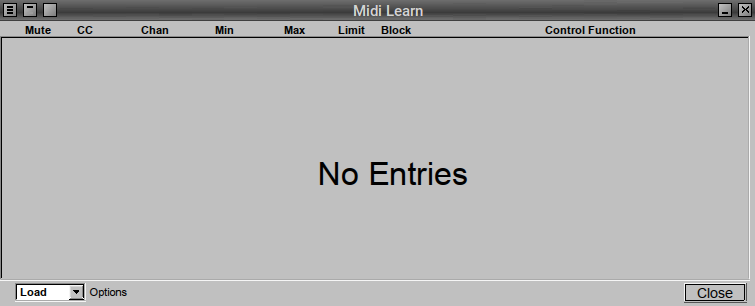 Midi Learn
Mute CC Chan Min Max Limit Block Control Function
No Entries
Load Options Close